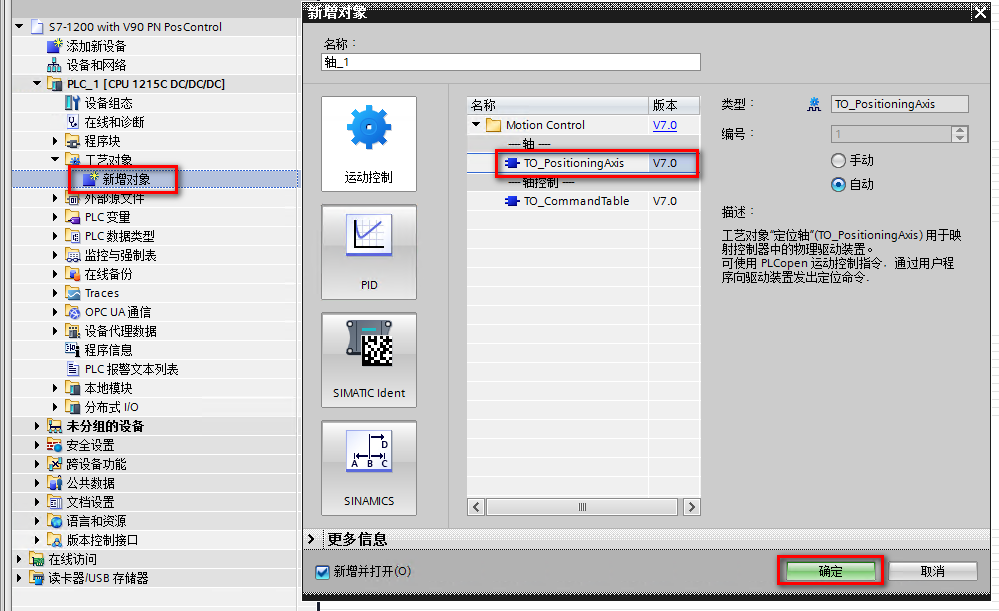 S7-1200 with V90 PN PosControl
添加新设备
设备和网络
PLC_1 [CPU 1215C DC/DC/DC]
设备组态
在线和诊断
程序块
工艺对象
新增对象
外部源文件
PLC 变量
PLC 数据类型
监控与强制表
在线备份
Traces
OPC UA 通信
设备代理数据
程序信息
PLC 报警文本列表
本地模块
分布式 I/O
未分组的设备
安全设置
跨设备功能
公共数据
文档设置
语言和资源
版本控制接口
在线访问
读卡器/USB 存储器
新增对象
名称：
轴_1
运动控制
PID
SIMATIC Ident
A B C D
SINAMICS
名称 版本
Motion Control V7.0
--- 轴 ---
TO_PositioningAxis V7.0
--- 轴控制 ---
TO_CommandTable V7.0
类型： TO_PositioningAxis
编号： 1
手动
自动
描述：
工艺对象“定位轴”(TO_PositioningAxis) 用于映
射控制器中的物理驱动装置。
可使用 PLCopen 运动控制指令，通过用户程
序向驱动装置发出定位命令.
更多信息
新增并打开(O)
确定
取消